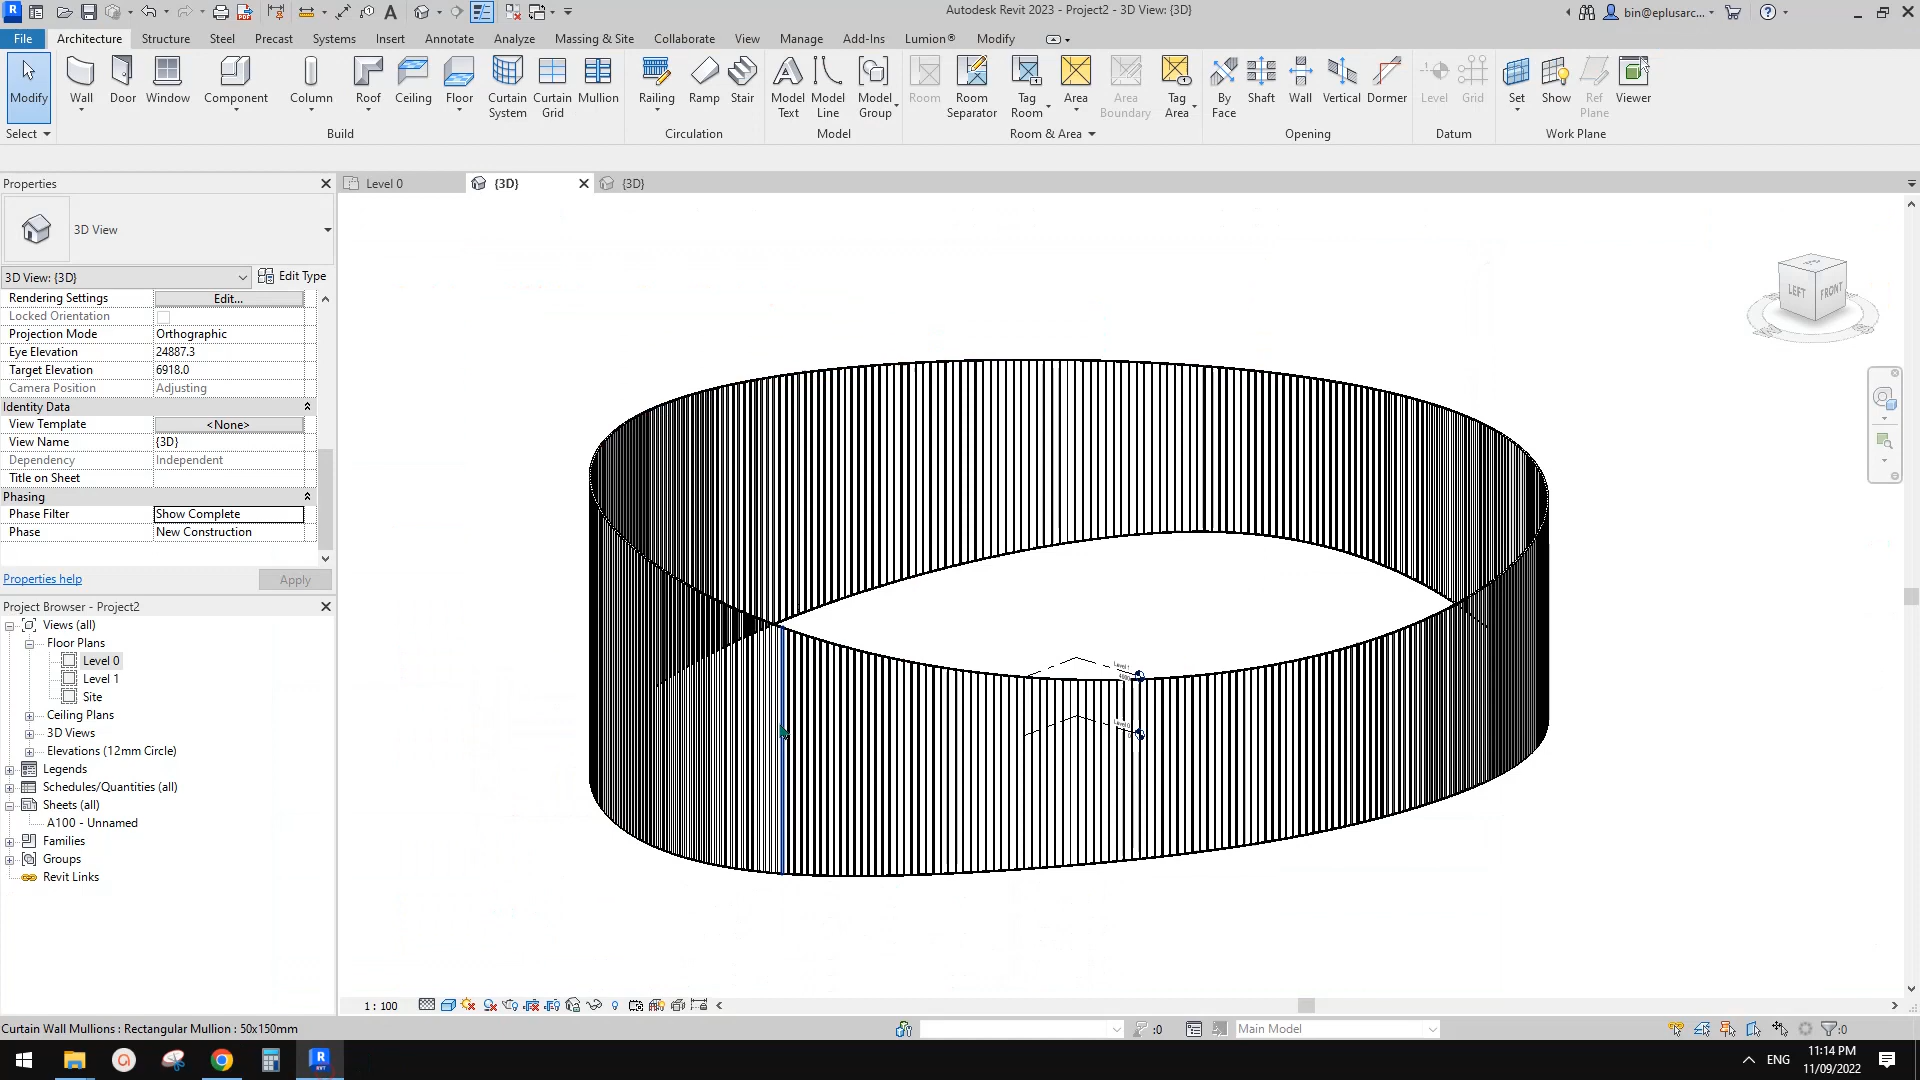 Autodesk Revit 2023 - Project2 - 3D View: {3D}
bin@eplusarc...
File
Architecture
Structure
Steel
Precast
Systems
Insert
Annotate
Analyze
Massing & Site
Collaborate
View
Manage
Add-Ins
Lumion®
Modify
Modify
Wall
Door
Window
Component
Column
Roof
Ceiling
Floor
Curtain System
Curtain Grid
Mullion
Railing
Ramp
Stair
Model Text
Model Line
Model Group
Room
Room Separator
Tag Room
Area
Area Boundary
Tag Area
By Face
Shaft
Wall
Vertical
Dormer
Level
Grid
Set
Show
Ref Plane
Viewer
Select
Build
Circulation
Model
Room & Area
Opening
Datum
Work Plane
Properties
Level 0
{3D}
{3D}
3D View
3D View: {3D}
Edit Type
Rendering Settings
Edit...
Locked Orientation
Projection Mode
Orthographic
Eye Elevation
24887.3
Target Elevation
6918.0
Camera Position
Adjusting
Identity Data
View Template
<None>
View Name
{3D}
Dependency
Independent
Title on Sheet
Phasing
Phase Filter
Show Complete
Phase
New Construction
Properties help
Apply
Project Browser - Project2
Views (all)
Floor Plans
Level 0
Level 1
Site
Ceiling Plans
3D Views
Elevations (12mm Circle)
Legends
Schedules/Quantities (all)
Sheets (all)
A100 - Unnamed
Families
Groups
Revit Links
LEFT
FRONT
Level 1
Level 0
1 : 100
Curtain Wall Mullions : Rectangular Mullion : 50x150mm
:0
Main Model
:0
ENG
11:14 PM
11/09/2022